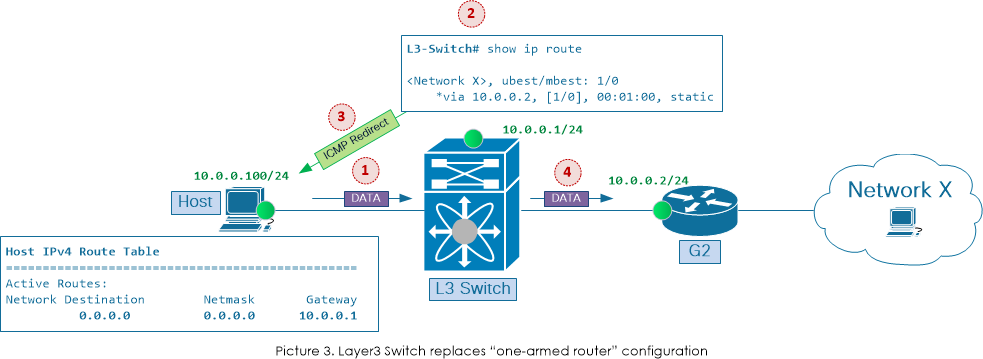 2
L3-Switch# show ip route
<Network X>, ubest/mbest: 1/0
*via 10.0.0.2, [1/0], 00:01:00, static
3
ICMP Redirect
10.0.0.1/24
10.0.0.100/24
1
4
10.0.0.2/24
Host
DATA
DATA
Network X
G2
L3 Switch
Host IPv4 Route Table
==================================================
Active Routes:
Network Destination Netmask Gateway
0.0.0.0 0.0.0.0 10.0.0.1
Picture 3. Layer3 Switch replaces “one-armed router” configuration